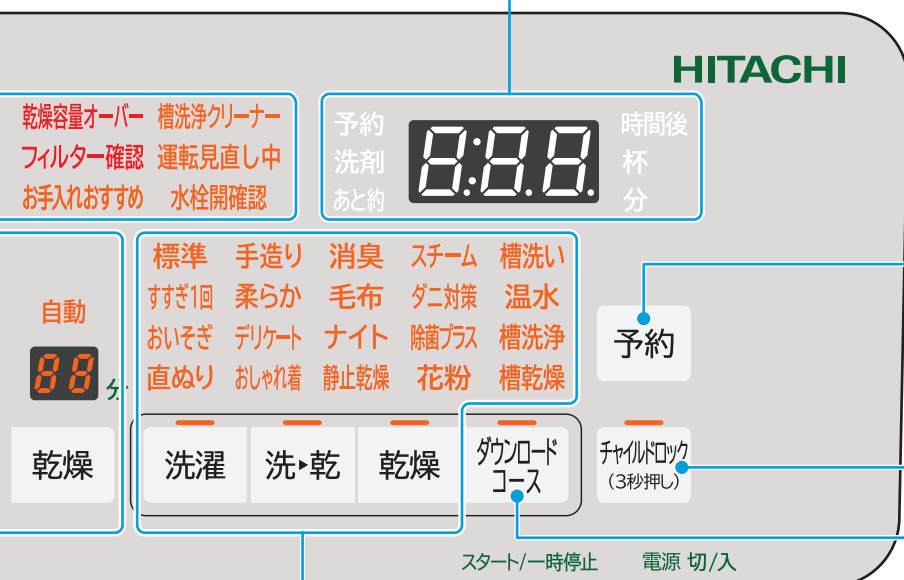 HITACHI
乾燥容量オーバー 槽洗浄クリーナー
フィルター確認 運転見直し中
お手入れおすすめ 水栓開確認
予約 時間後
洗剤 8:8.8. 杯
あと約 分
標準 手造り 消臭 スチーム 槽洗い
すすぎ1回 柔らか 毛布 ダニ対策 温水
おいそぎ デリケート ナイト 除菌プラス 槽洗浄
直ぬり おしゃれ着 静止乾燥 花粉 槽乾燥
自動
88 分
予約
乾燥 洗濯 洗▸乾 乾燥 ダウンロード
コース
チャイルドロック
(3秒押し)
スタート/一時停止 電源 切/入